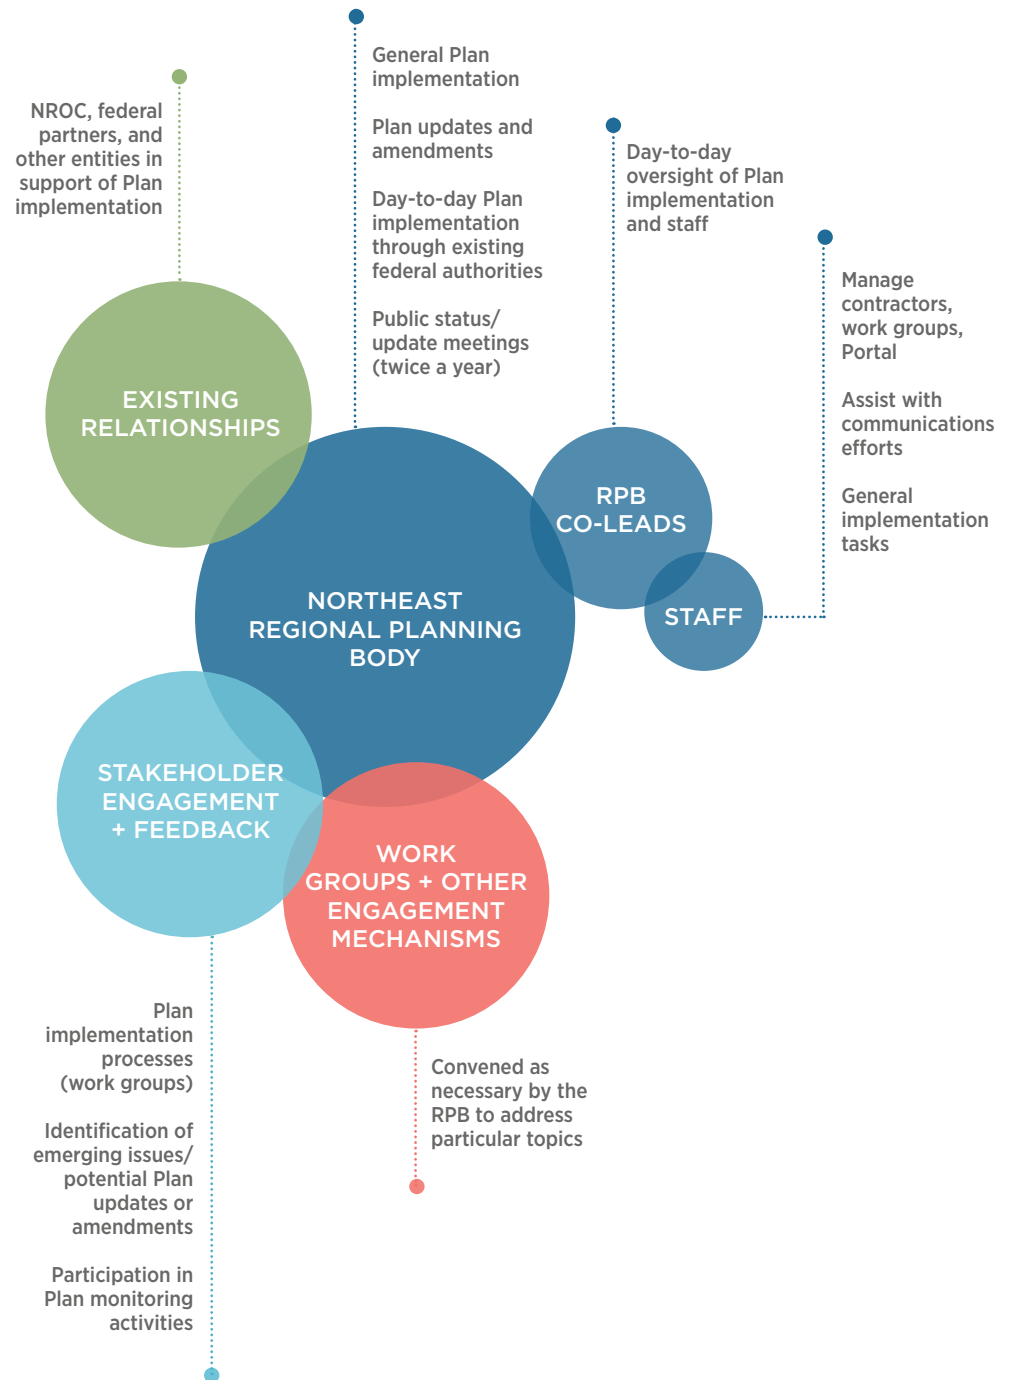 General Plan
implementation
Plan updates and
amendments
Day-to-day Plan
implementation
through existing
federal authorities
Public status/
update meetings
(twice a year)
NROC, federal
partners, and
other entities in
support of Plan
implementation
Day-to-day
oversight of Plan
implementation
and staff
Manage
contractors,
work groups,
Portal
Assist with
communications
efforts
General
implementation
tasks
EXISTING
RELATIONSHIPS
RPB
CO-LEADS
STAFF
NORTHEAST
REGIONAL PLANNING
BODY
STAKEHOLDER
ENGAGEMENT
+ FEEDBACK
WORK
GROUPS + OTHER
ENGAGEMENT
MECHANISMS
Plan
implementation
processes
(work groups)
Identification of
emerging issues/
potential Plan
updates or
amendments
Participation in
Plan monitoring
activities
Convened as
necessary by the
RPB to address
particular topics